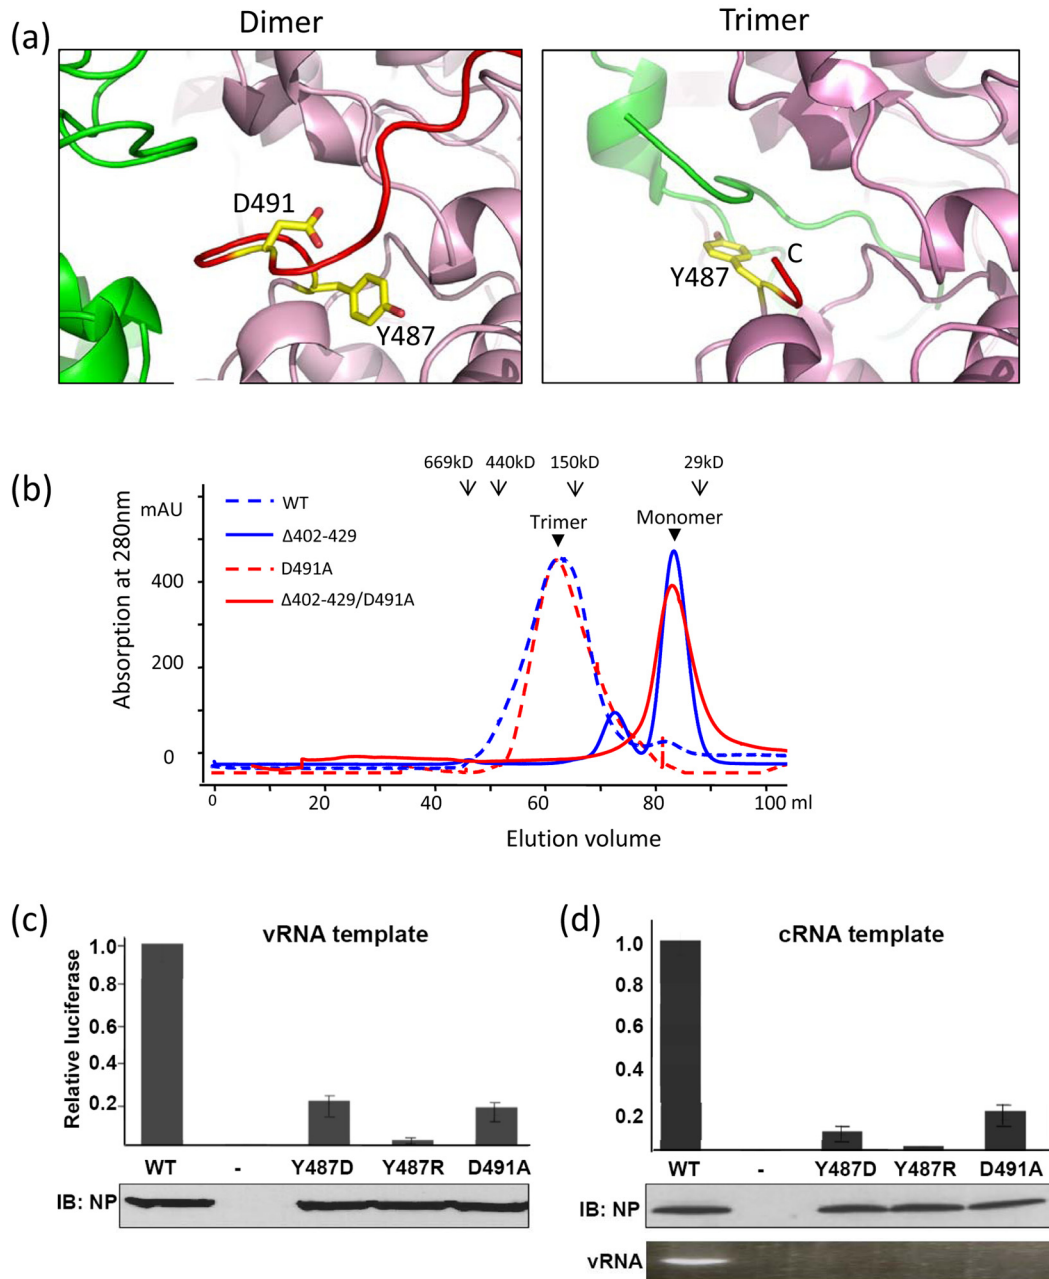 (a)
Dimer
Trimer
D491
Y487
Y487
C
(b)
669kD 440kD 150kD 29kD
mAU
Absorption at 280nm
WT
Δ402-429
D491A
Δ402-429/D491A
Trimer
Monomer
400
200
0
0 20 40 60 80 100 ml
Elution volume
(c)
vRNA template
Relative luciferase
1.0
0.8
0.6
0.4
0.2
WT - Y487D Y487R D491A
IB: NP
(d)
cRNA template
1.0
0.8
0.6
0.4
0.2
WT - Y487D Y487R D491A
IB: NP
vRNA